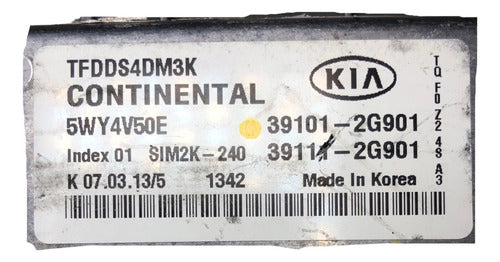 TFDDS4DM3K
CONTINENTAL
KIA
5WY4V50E 39101-2G901
Index 01 SIM2K-240 39111-2G901
K 07.03.13/5 1342 Made In Korea
TQ F0 Z2 48 A3